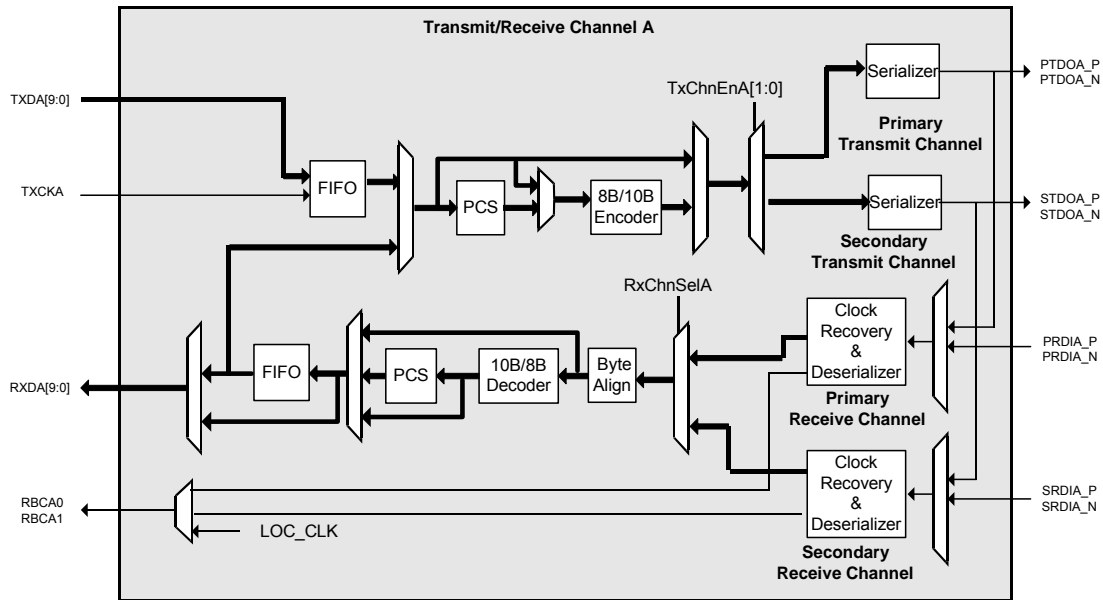 Transmit/Receive Channel A
TXDA[9:0]
TXCKA
FIFO
PCS
8B/10B
Encoder
TxChnEnA[1:0]
Serializer
Primary
Transmit Channel
PTDOA_P
PTDOA_N
Serializer
Secondary
Transmit Channel
STDOA_P
STDOA_N
RxChnSelA
Clock
Recovery
&
Deserializer
Primary
Receive Channel
PRDIA_P
PRDIA_N
RXDA[9:0]
FIFO
PCS
10B/8B
Decoder
Byte
Align
Clock
Recovery
&
Deserializer
Secondary
Receive Channel
SRDIA_P
SRDIA_N
RBCA0
RBCA1
LOC_CLK